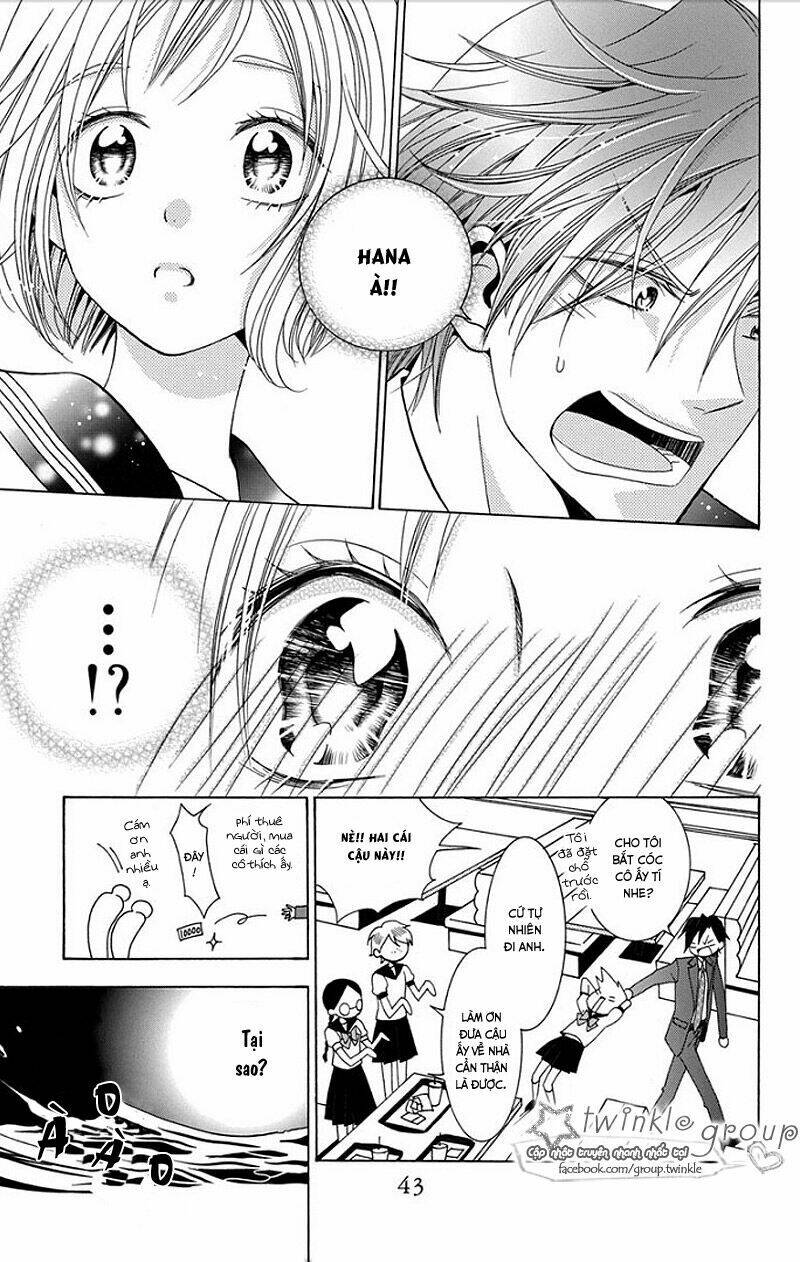 HANA
À!!
...
!?
CHO TÔI
BẮT CÓC
CÔ ẤY TÍ
NHE?
Tôi
đã đặt
chỗ
trước
rồi.
NÈ!! HAI CÁI
CẬU NÀY!!
CỨ TỰ
NHIÊN
ĐI ANH.
LÀM ƠN
ĐƯA CẬU
ẤY VỀ NHÀ
CẨN THẬN
LÀ ĐƯỢC.
Phí thuê
người, mua
cái gì các
cô thích ấy.
ĐÂY
!
10000
Cám
ơn
anh
nhiều
ạ.
Tại
sao?
À O À O
twinkle group
cập nhật truyện nhanh nhất tại
facebook.com/group.twinkle
43